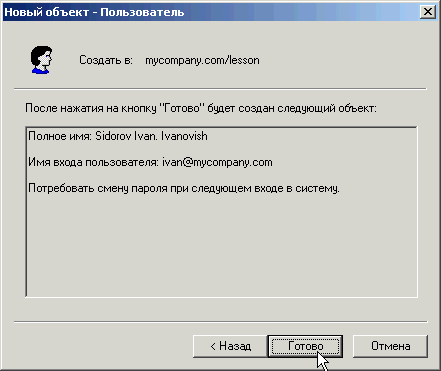 Новый объект - Пользователь
Создать в: mycompany.com/lesson
После нажатия на кнопку "Готово" будет создан следующий объект:
Полное имя: Sidorov Ivan. Ivanovish
Имя входа пользователя: ivan@mycompany.com
Потребовать смену пароля при следующем входе в систему.
< Назад Готово Отмена